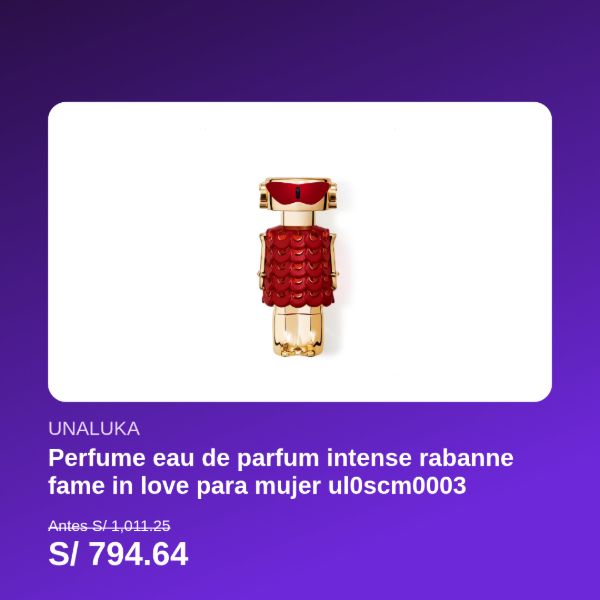 UNALUKA
Perfume eau de parfum intense rabanne
fame in love para mujer ul0scm0003
Antes S/ 1,011.25
S/ 794.64